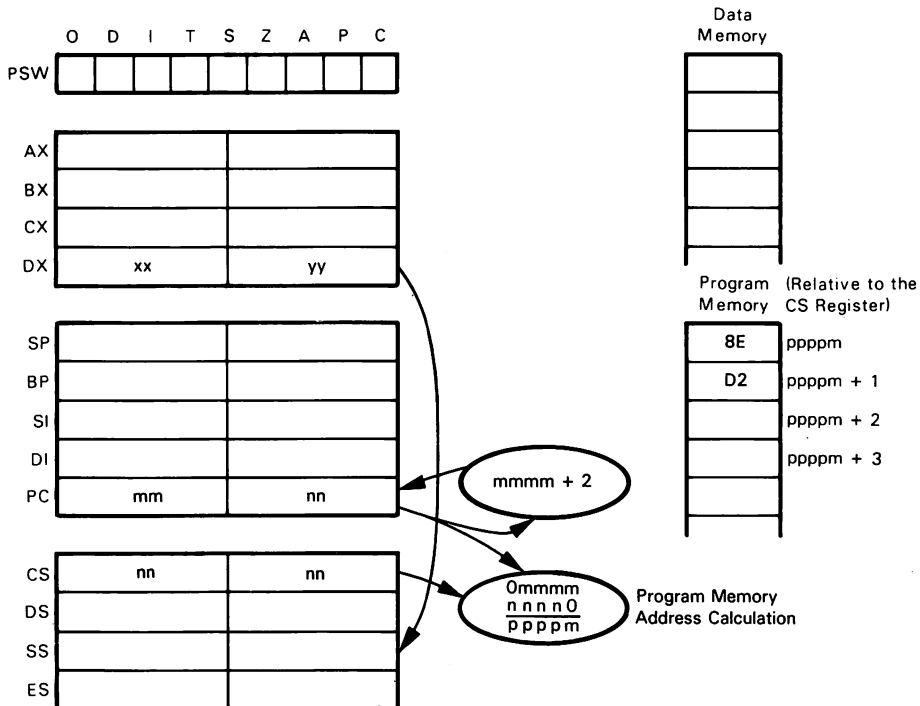 O D I T S Z A P C
PSW
AX
BX
CX
DX xx yy
SP
BP
SI
DI
PC mm nn
CS nn nn
DS
SS
ES
mmmm + 2
0mmmm
nnnn0
ppppm
Program Memory
Address Calculation
Data
Memory
Program (Relative to the
Memory CS Register)
8E ppppm
D2 ppppm + 1
ppppm + 2
ppppm + 3